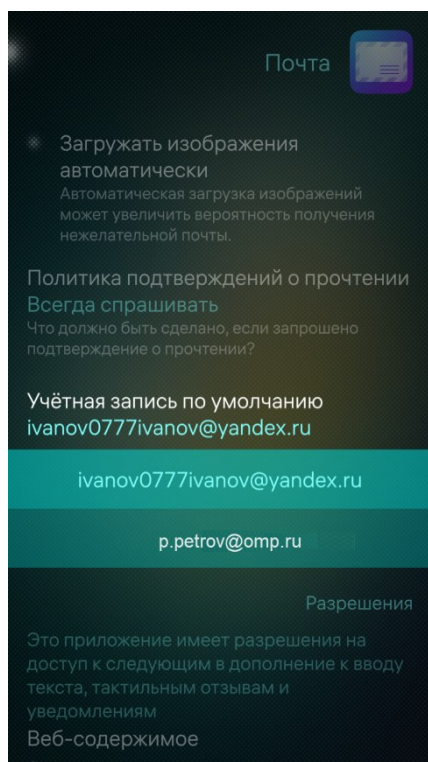 Почта
Загружать изображения
автоматически
Автоматическая загрузка изображений
может увеличить вероятность получения
нежелательной почты.
Политика подтверждений о прочтении
Всегда спрашивать
Что должно быть сделано, если запрошено
подтверждение о прочтении?
Учётная запись по умолчанию
ivanov0777ivanov@yandex.ru
ivanov0777ivanov@yandex.ru
p.petrov@omp.ru
Разрешения
Это приложение имеет разрешения на
доступ к следующим в дополнение к вводу
текста, тактильным отзывам и
уведомлениям
Веб-содержимое